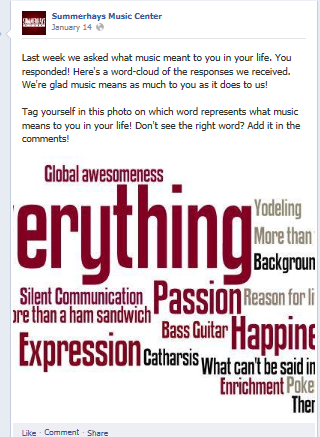 SUMMERHAYS
Summerhays Music Center
January 14
Last week we asked what music meant to you in your life. You
responded! Here's a word-cloud of the responses we received.
We're glad music means as much to you as it does to us!
Tag yourself in this photo on which word represents what music
means to you in your life! Don't see the right word? Add it in the
comments!
Global awesomeness
erything
Yodeling
More than
Backgroun
Silent Communication
Passion
Reason for li
ore than a ham sandwich
Bass Guitar
Happine
Expression
Catharsis
What can't be said in
Enrichment
Poke
Ther
Like · Comment · Share